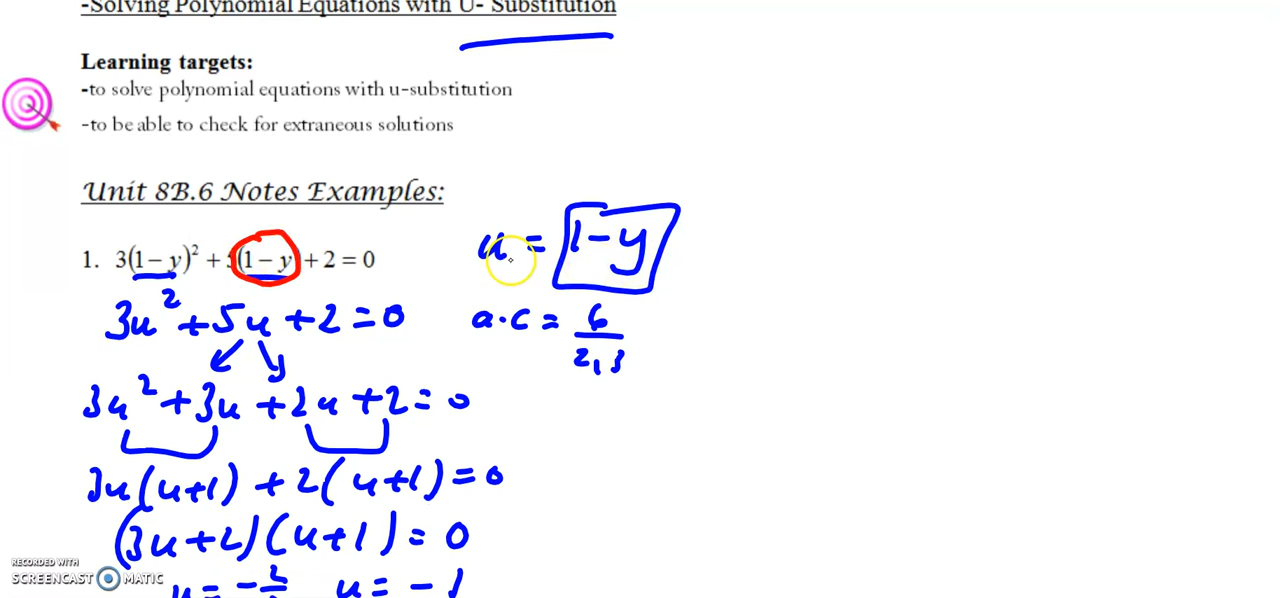 -Solving Polynomial Equations with U- Substitution
Learning targets:
-to solve polynomial equations with u-substitution
-to be able to check for extraneous solutions
Unit 8B.6 Notes Examples:
1. 3(1 − y)² + 5(1 − y) + 2 = 0
u = 1 − y
3u² + 5u + 2 = 0
a·c = 6
2, 3
3u² + 3u + 2u + 2 = 0
3u(u+1) + 2(u+1) = 0
(3u+2)(u+1) = 0
u = −2/3 u = −1
RECORDED WITH
SCREENCAST MATIC